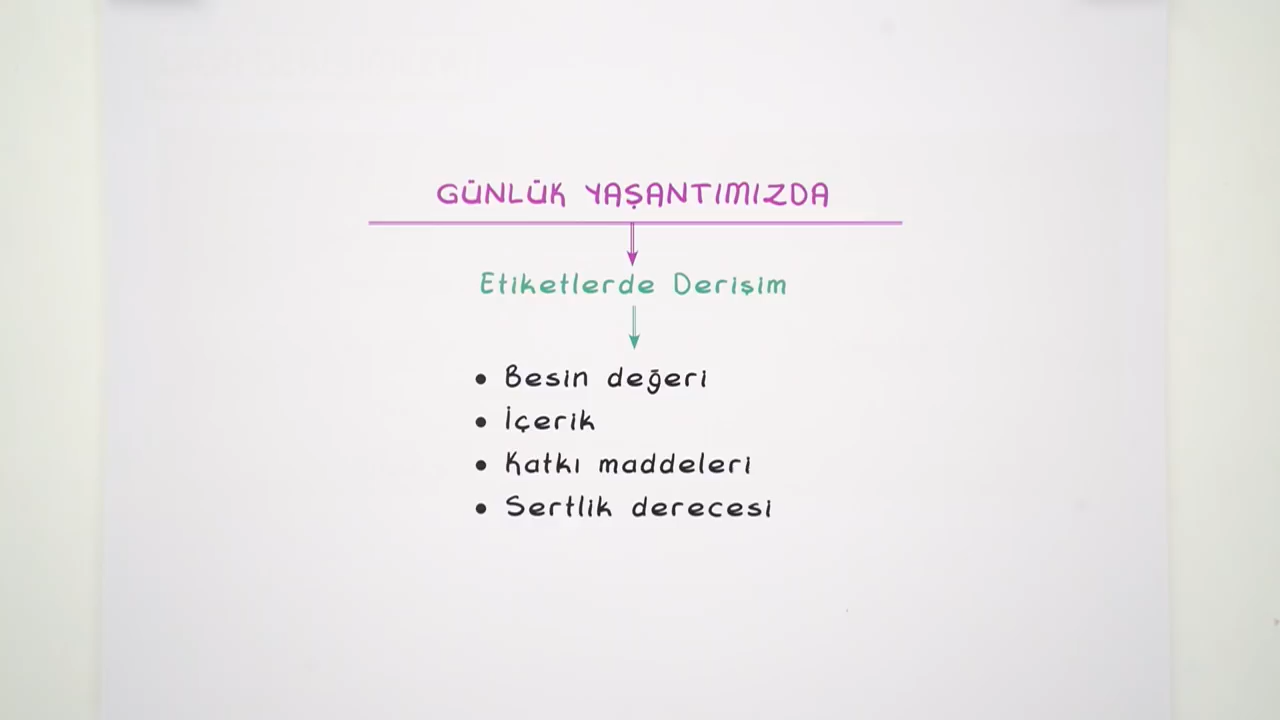 GÜNLÜK YAŞANTIMIZDA
Etiketlerde Derişim
• Besin değeri
• İçerik
• Katkı maddeleri
• Sertlik derecesi